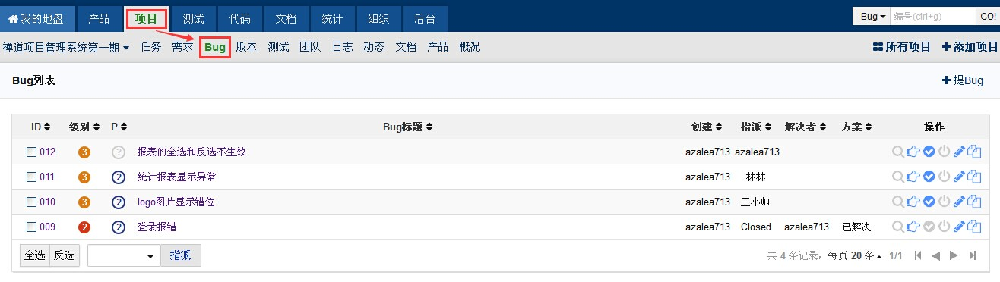 我的地盘 产品 项目 测试 代码 文档 统计 组织 后台 Bug 编号(ctrl+g) GO!
禅道项目管理系统第一期 任务 需求 Bug 版本 测试 团队 日志 动态 文档 产品 概况 所有项目 添加项目
Bug列表 提Bug
ID 级别 P Bug标题 创建 指派 解决者 方案 操作
012 3 ? 报表的全选和反选不生效 azalea713 azalea713
011 3 2 统计报表显示异常 azalea713 林林
010 3 2 logo图片显示错位 azalea713 王小帅
009 2 2 登录报错 azalea713 Closed azalea713 已解决
全选 反选 指派 共 4 条记录，每页 20 条 1/1